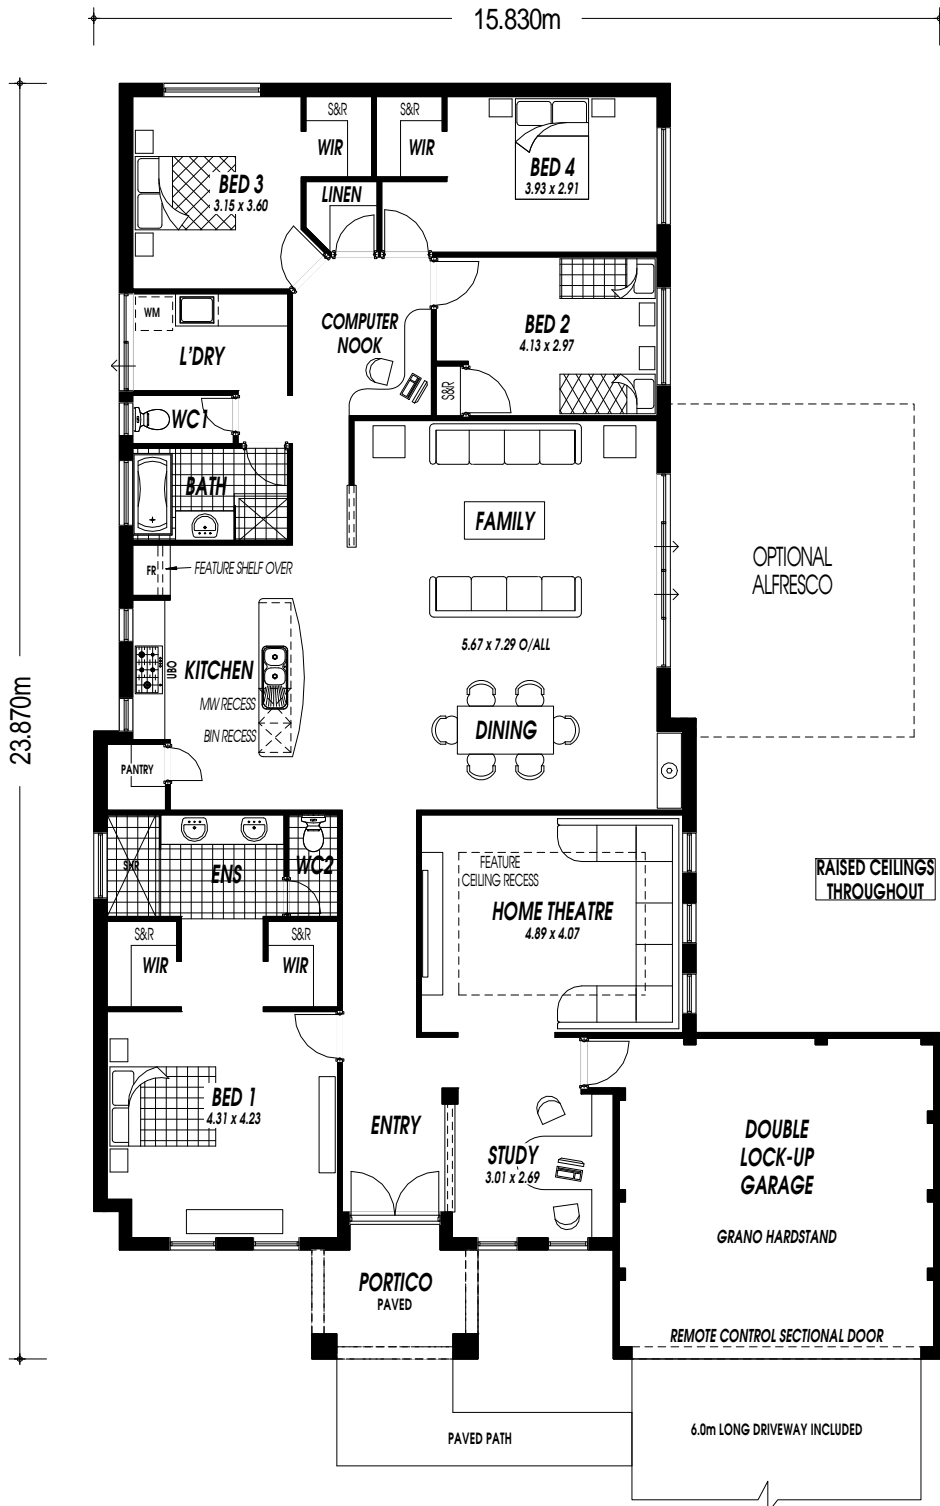 15.830m
23.870m
S&R
WIR
S&R
WIR
BED 3
3.15 x 3.60
LINEN
BED 4
3.93 x 2.91
WM
L'DRY
COMPUTER
NOOK
BED 2
4.13 x 2.97
S&R
WC1
BATH
FAMILY
FR
FEATURE SHELF OVER
OPTIONAL
ALFRESCO
5.67 x 7.29 O/ALL
UBO
KITCHEN
MW RECESS
BIN RECESS
DINING
PANTRY
SHR
ENS
WC2
FEATURE
CEILING RECESS
HOME THEATRE
4.89 x 4.07
RAISED CEILINGS
THROUGHOUT
S&R
WIR
S&R
WIR
BED 1
4.31 x 4.23
ENTRY
STUDY
3.01 x 2.69
DOUBLE
LOCK-UP
GARAGE
GRANO HARDSTAND
PORTICO
PAVED
REMOTE CONTROL SECTIONAL DOOR
PAVED PATH
6.0m LONG DRIVEWAY INCLUDED